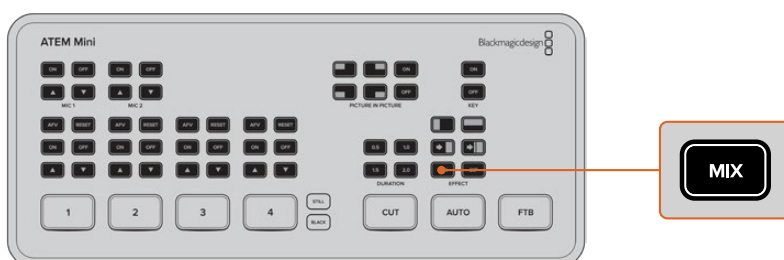 ATEM Mini
Blackmagicdesign
ON OFF ON OFF ON ON
OFF OFF
MIC 1 MIC 2 PICTURE IN PICTURE KEY
AFV RESET AFV RESET AFV RESET AFV RESET
ON OFF ON OFF ON OFF ON OFF 0.5 1.0
1.5 2.0
DURATION EFFECT
STILL
1 2 3 4 CUT AUTO FTB
BLACK
MIX